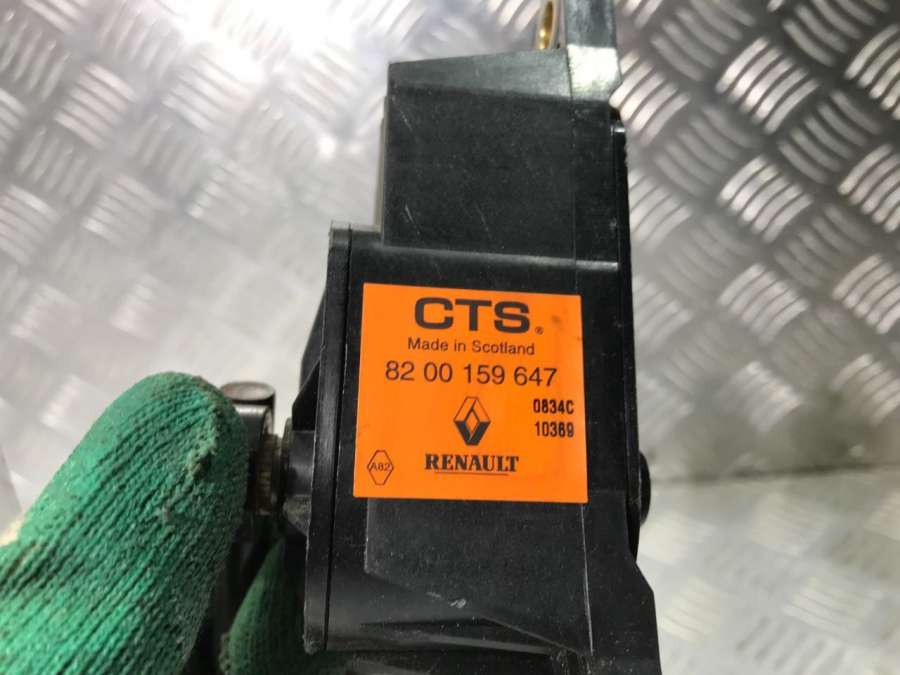 CTS®
Made in Scotland
82 00 159 647
0834C
10369
A82
RENAULT